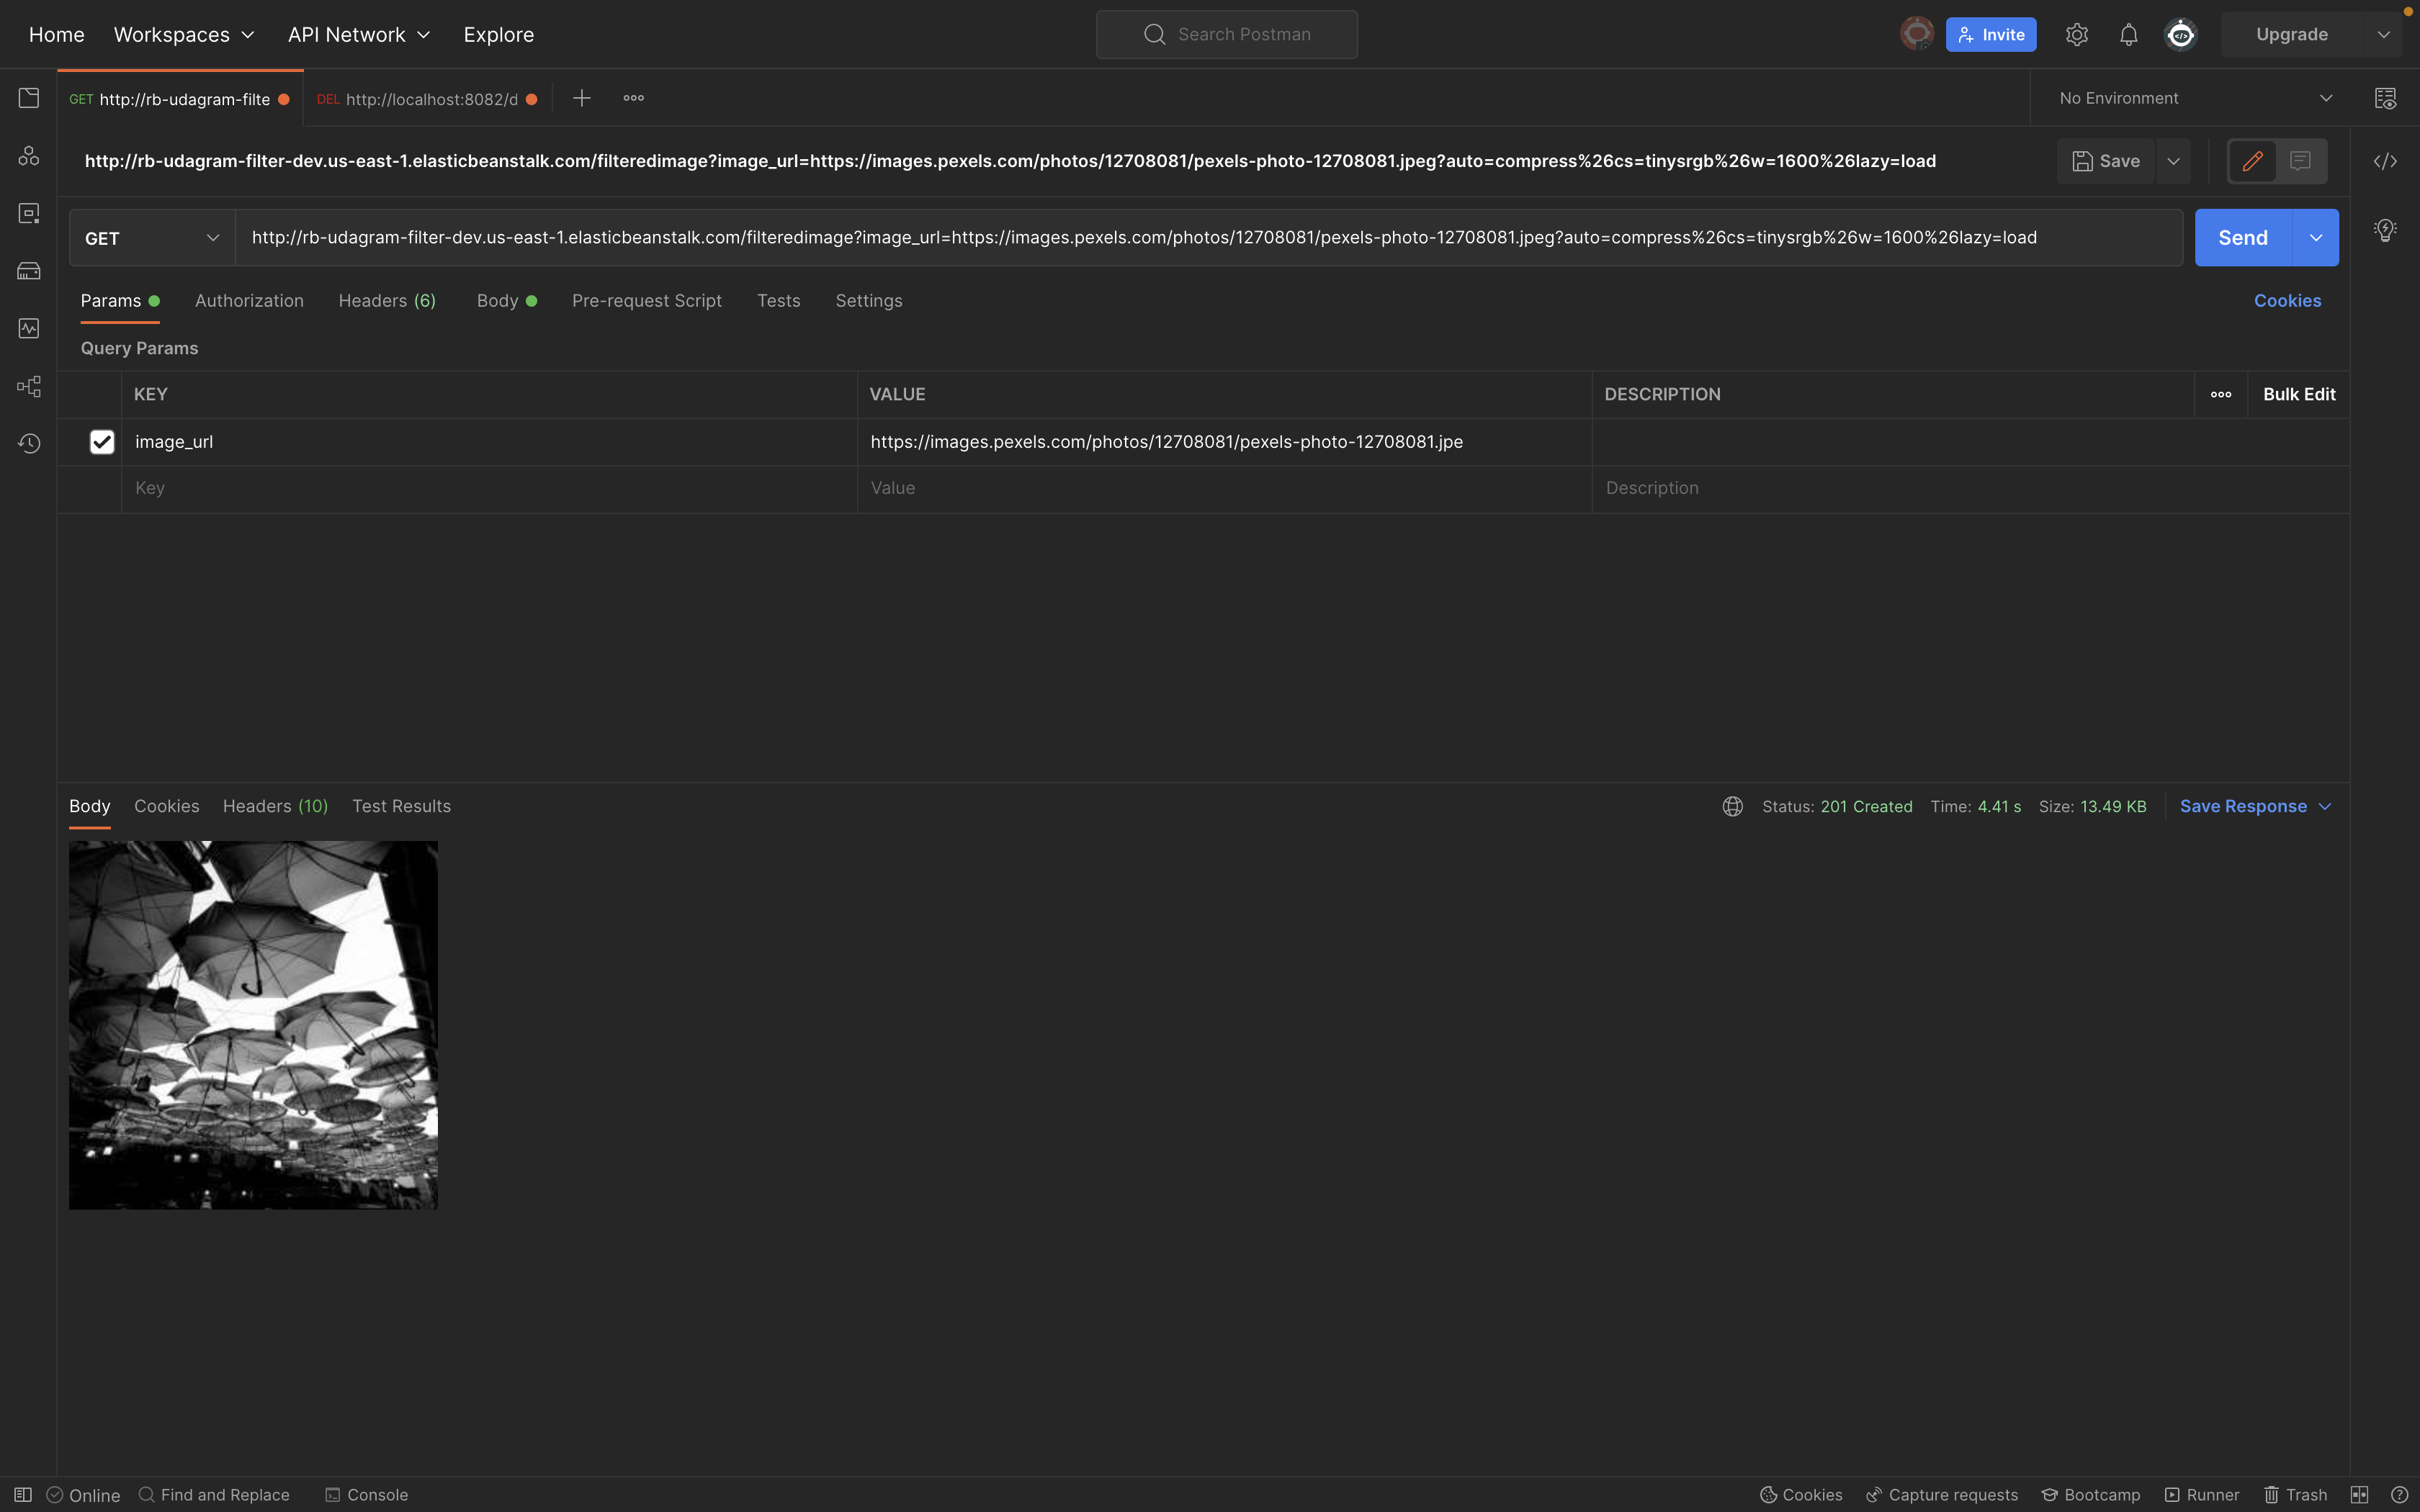 Home Workspaces API Network Explore Search Postman Invite Upgrade
GET http://rb-udagram-filte DEL http://localhost:8082/d No Environment
http://rb-udagram-filter-dev.us-east-1.elasticbeanstalk.com/filteredimage?image_url=https://images.pexels.com/photos/12708081/pexels-photo-12708081.jpeg?auto=compress%26cs=tinysrgb%26w=1600%26lazy=load Save
GET http://rb-udagram-filter-dev.us-east-1.elasticbeanstalk.com/filteredimage?image_url=https://images.pexels.com/photos/12708081/pexels-photo-12708081.jpeg?auto=compress%26cs=tinysrgb%26w=1600%26lazy=load Send
Params Authorization Headers (6) Body Pre-request Script Tests Settings Cookies
Query Params
KEY VALUE DESCRIPTION Bulk Edit
image_url https://images.pexels.com/photos/12708081/pexels-photo-12708081.jpe
Key Value Description
Body Cookies Headers (10) Test Results Status: 201 Created Time: 4.41 s Size: 13.49 KB Save Response
Online Find and Replace Console Cookies Capture requests Bootcamp Runner Trash